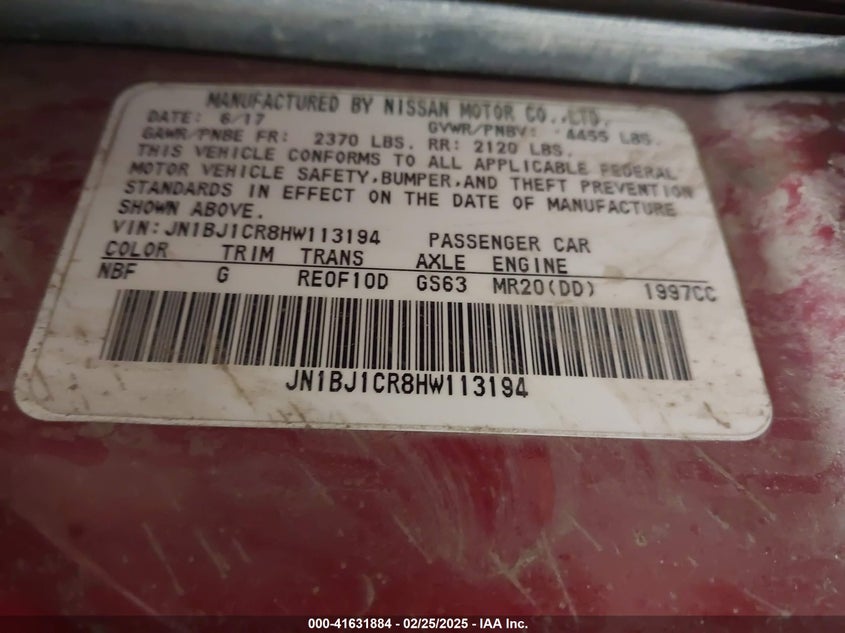 MANUFACTURED BY NISSAN MOTOR CO.,LTD.
DATE: 6/17 GVWR/PNBV: 4455 LBS.
GAWR/PNBE FR: 2370 LBS. RR: 2120 LBS.
THIS VEHICLE CONFORMS TO ALL APPLICABLE FEDERAL
MOTOR VEHICLE SAFETY,BUMPER,AND THEFT PREVENTION
STANDARDS IN EFFECT ON THE DATE OF MANUFACTURE
SHOWN ABOVE.
VIN:JN1BJ1CR8HW113194 PASSENGER CAR
COLOR TRIM TRANS AXLE ENGINE
NBF G RE0F10D GS63 MR20(DD) 1997CC
JN1BJ1CR8HW113194
000-41631884 - 02/25/2025 - IAA Inc.